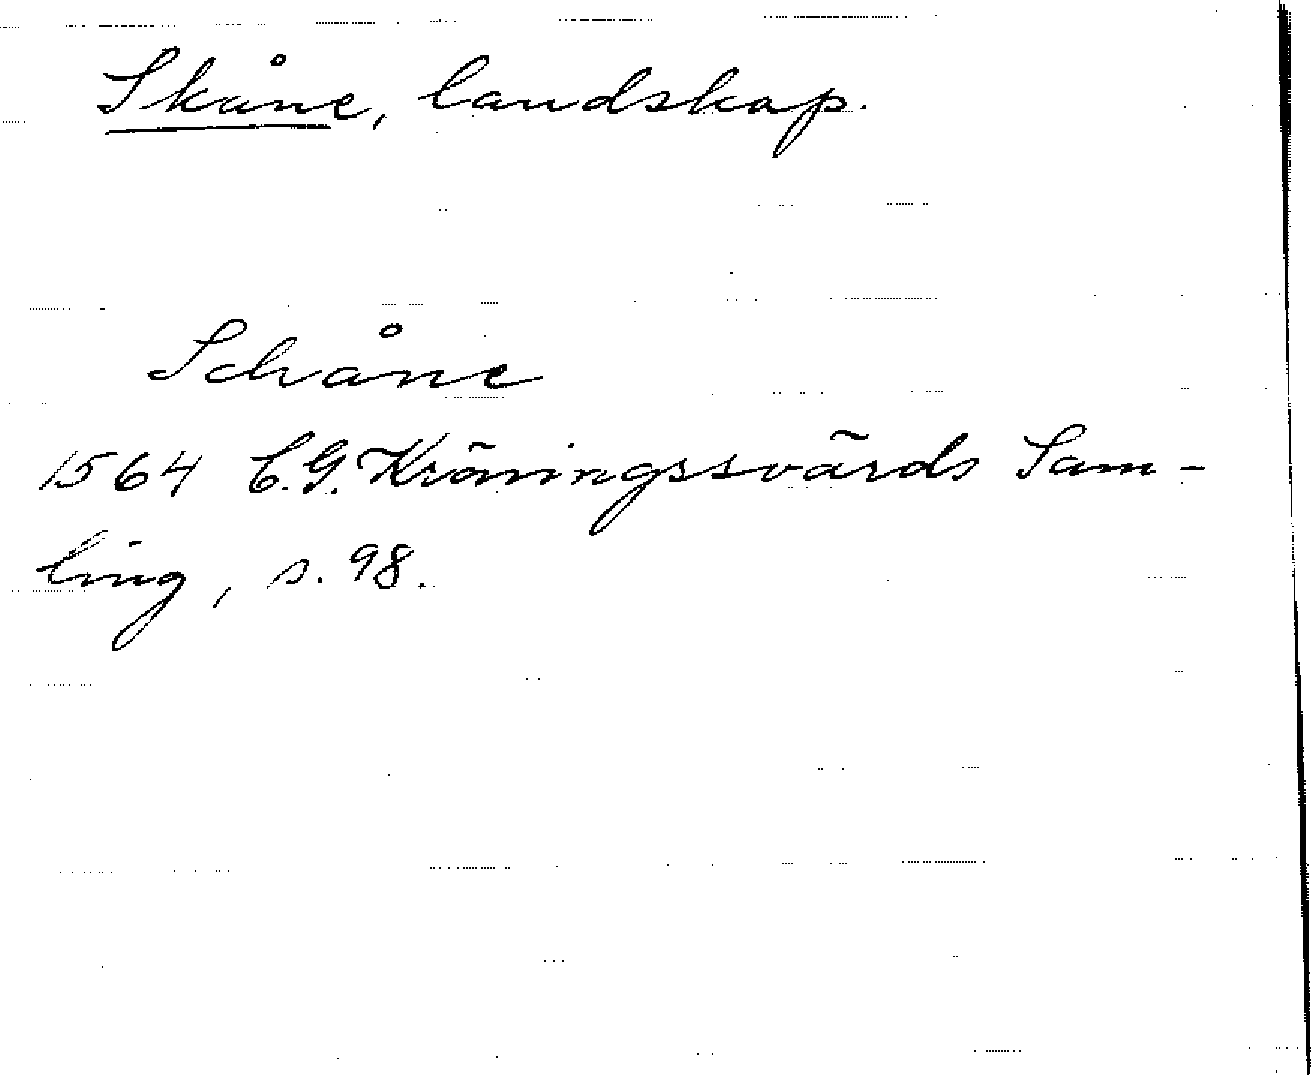 Skåne, landskap.
Schåne
1564 C.G. Kröningssvärds Sam-
ling, s. 98.